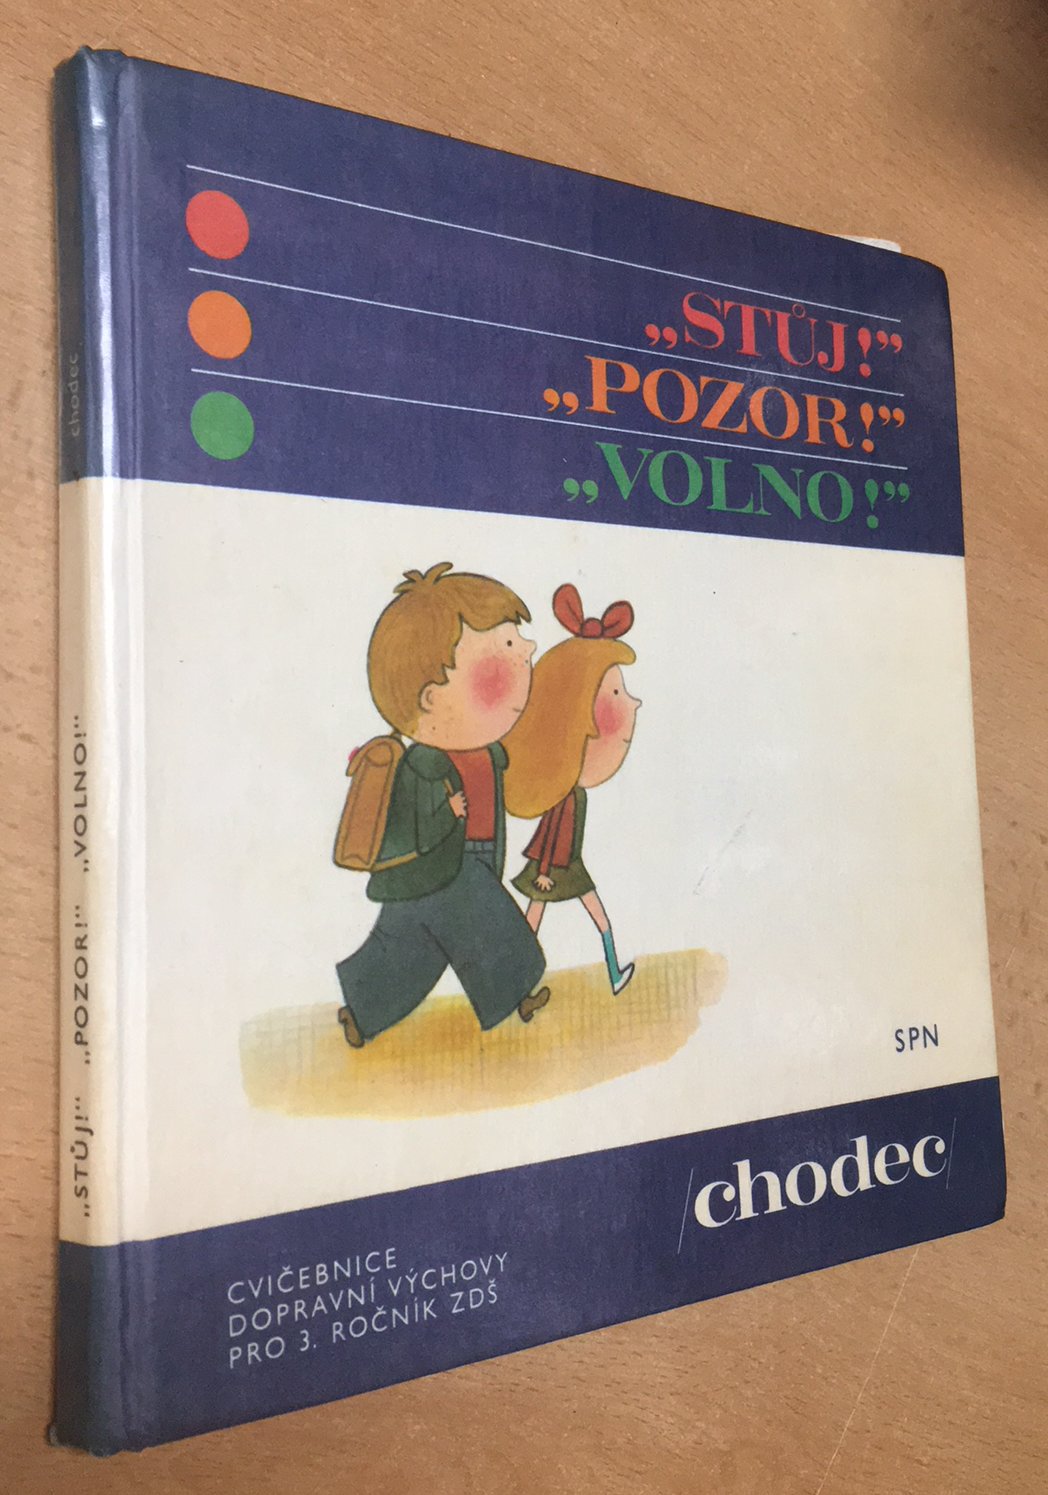 „STŮJ!”
„POZOR!”
„VOLNO!”
SPN
/chodec/
CVIČEBNICE
DOPRAVNÍ VÝCHOVY
PRO 3. ROČNÍK ZDŠ
„STŮJ!” „POZOR!” „VOLNO!” chodec